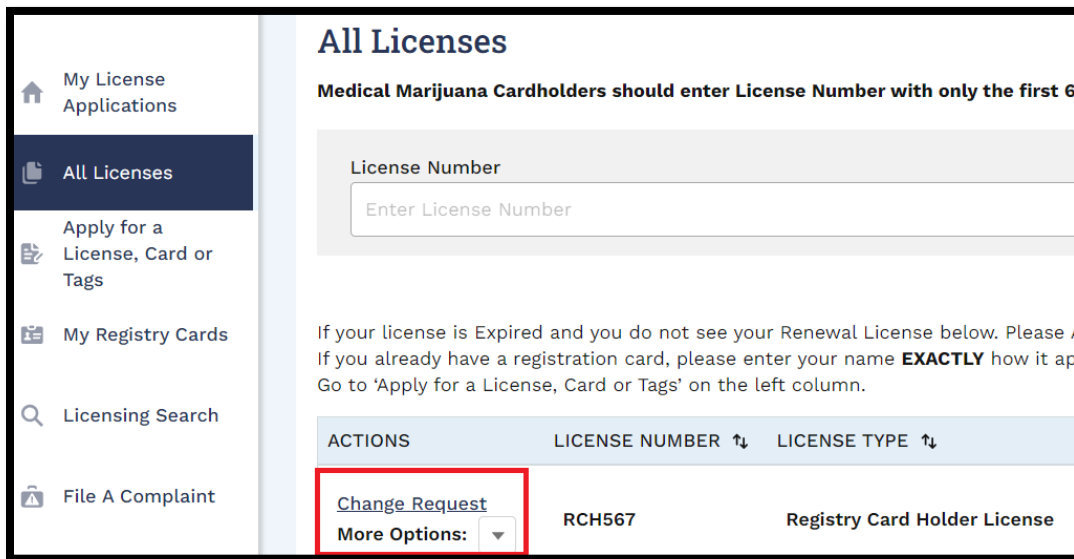 My License
Applications
All Licenses
Apply for a
License, Card or
Tags
My Registry Cards
Licensing Search
File A Complaint
All Licenses
Medical Marijuana Cardholders should enter License Number with only the first 6
License Number
Enter License Number
If your license is Expired and you do not see your Renewal License below. Please
If you already have a registration card, please enter your name EXACTLY how it ap
Go to ‘Apply for a License, Card or Tags’ on the left column.
ACTIONS LICENSE NUMBER LICENSE TYPE
Change Request
More Options:
RCH567 Registry Card Holder License